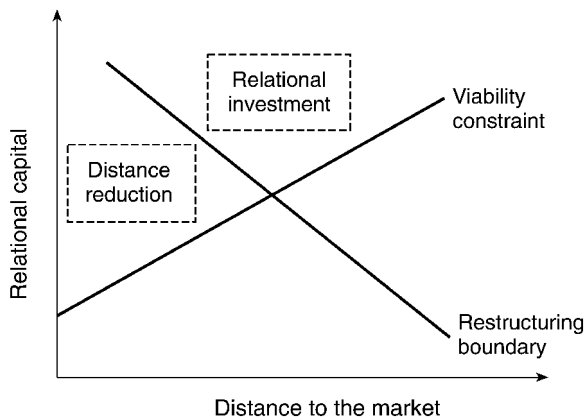 Relational
investment
Viability
constraint
Distance
reduction
Relational capital
Restructuring
boundary
Distance to the market